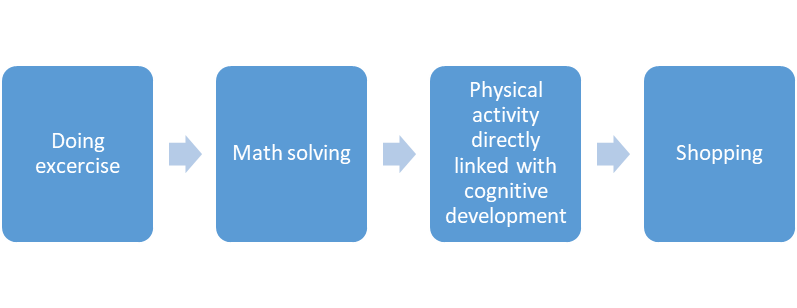 Doing
excercise
Math solving
Physical
activity
directly
linked with
cognitive
development
Shopping